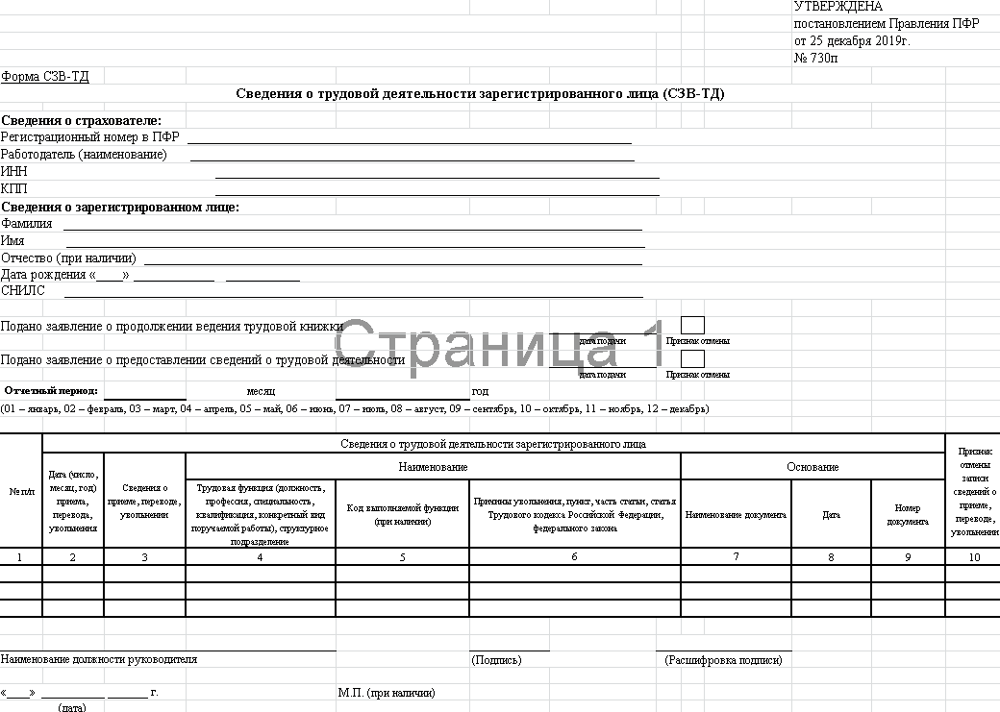 УТВЕРЖДЕНА
постановлением Правления ПФР
от 25 декабря 2019г.
№ 730п
Форма СЗВ-ТД
Сведения о трудовой деятельности зарегистрированного лица (СЗВ-ТД)
Сведения о страхователе:
Регистрационный номер в ПФР
Работодатель (наименование)
ИНН
КПП
Сведения о зарегистрированном лице:
Фамилия
Имя
Отчество (при наличии)
Дата рождения «____»
СНИЛС
Подано заявление о продолжении ведения трудовой книжки
дата подачи Признак отмены
Страница 1
Подано заявление о предоставлении сведений о трудовой деятельности
дата подачи Признак отмены
Отчетный период: месяц год
(01 – январь, 02 – февраль, 03 – март, 04 – апрель, 05 – май, 06 – июнь, 07 – июль, 08 – август, 09 – сентябрь, 10 – октябрь, 11 – ноябрь, 12 – декабрь)
№ п/п
Сведения о трудовой деятельности зарегистрированного лица
Признак
отмены
записи
сведений о
приеме,
переводе,
увольнении
Дата (число,
месяц, год)
приема,
перевода,
увольнения
Сведения о
приеме, переводе,
увольнении
Наименование
Основание
Трудовая функция (должность,
профессия, специальность,
квалификация, конкретный вид
поручаемой работы), структурное
подразделение
Код выполняемой функции
(при наличии)
Причины увольнения, пункт, часть статьи, статья
Трудового кодекса Российской Федерации,
федерального закона
Наименование документа
Дата
Номер
документа
1 2 3 4 5 6 7 8 9 10
Наименование должности руководителя
(Подпись)
(Расшифровка подписи)
«____» __________ ______ г.
М.П. (при наличии)
(дата)